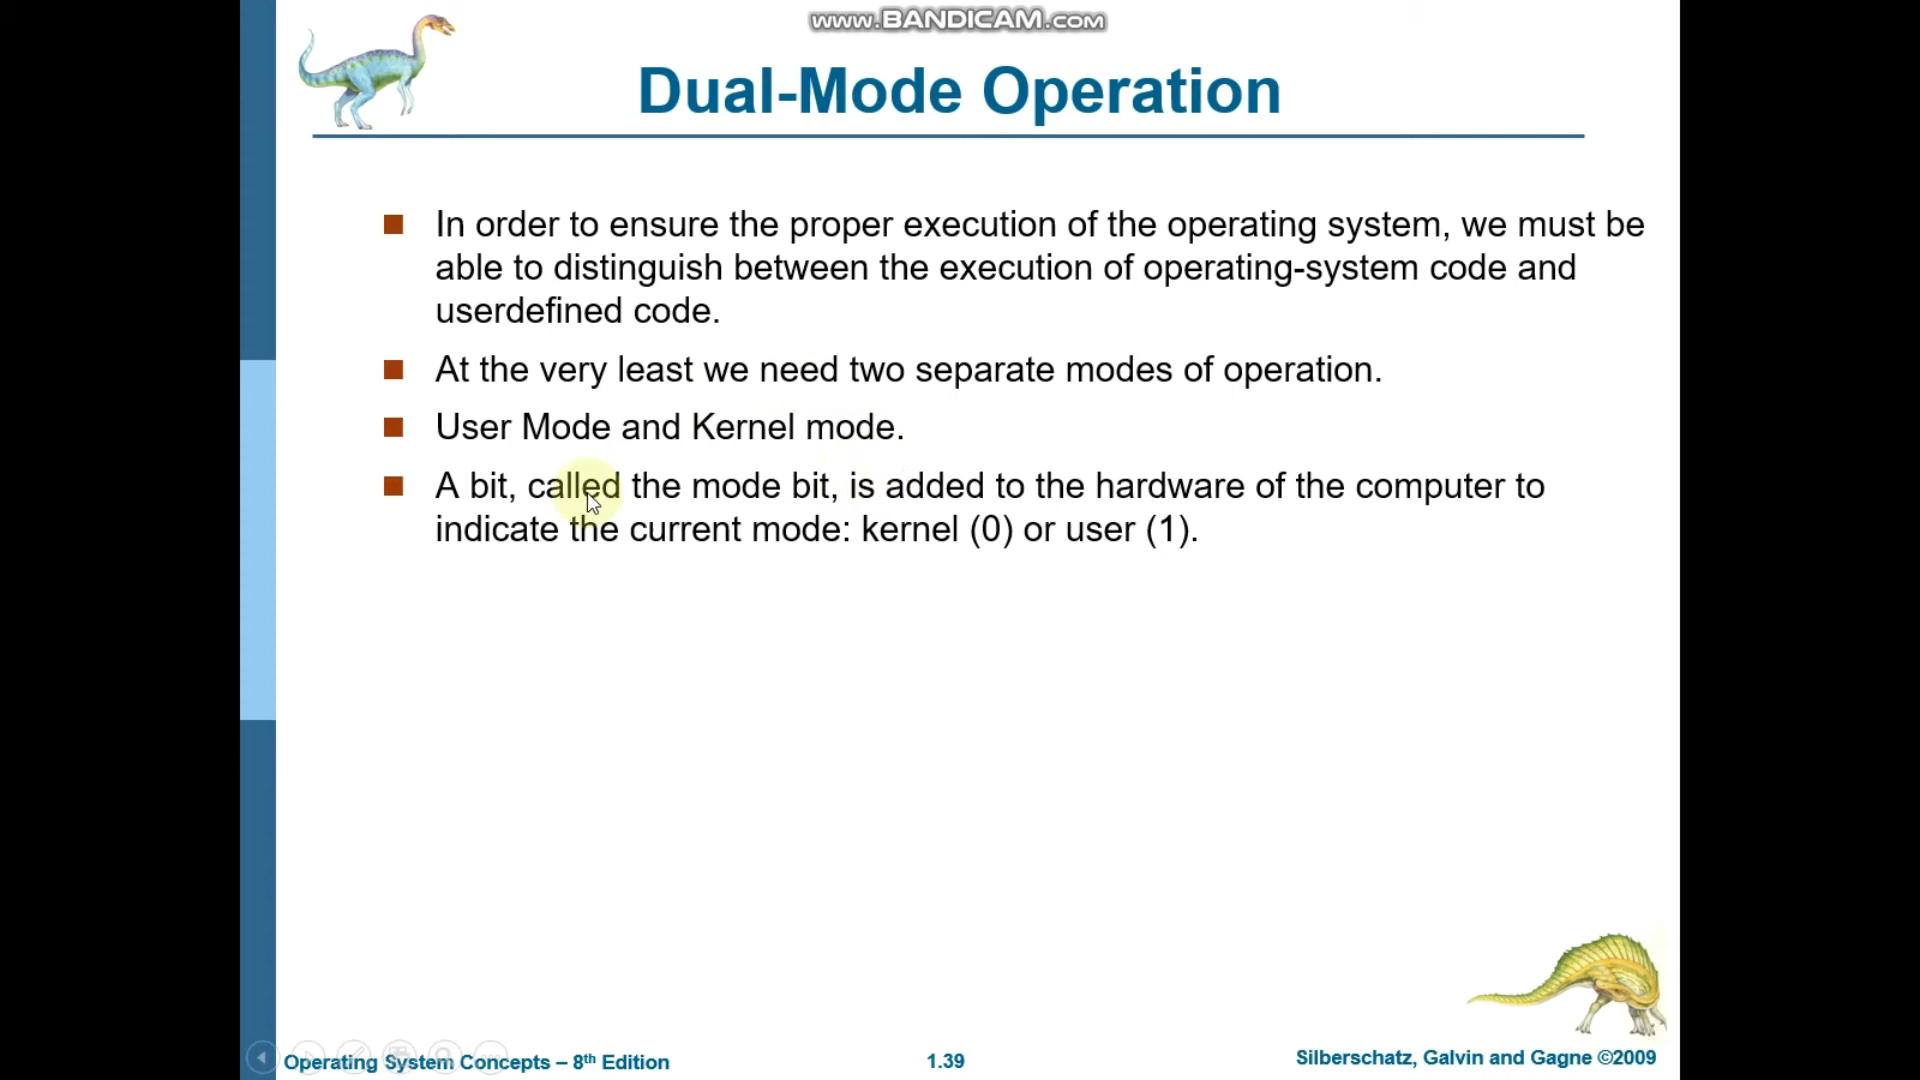 www.BANDICAM.com
Dual-Mode Operation
In order to ensure the proper execution of the operating system, we must be
able to distinguish between the execution of operating-system code and
userdefined code.
At the very least we need two separate modes of operation.
User Mode and Kernel mode.
A bit, called the mode bit, is added to the hardware of the computer to
indicate the current mode: kernel (0) or user (1).
Operating System Concepts – 8th Edition
1.39
Silberschatz, Galvin and Gagne ©2009